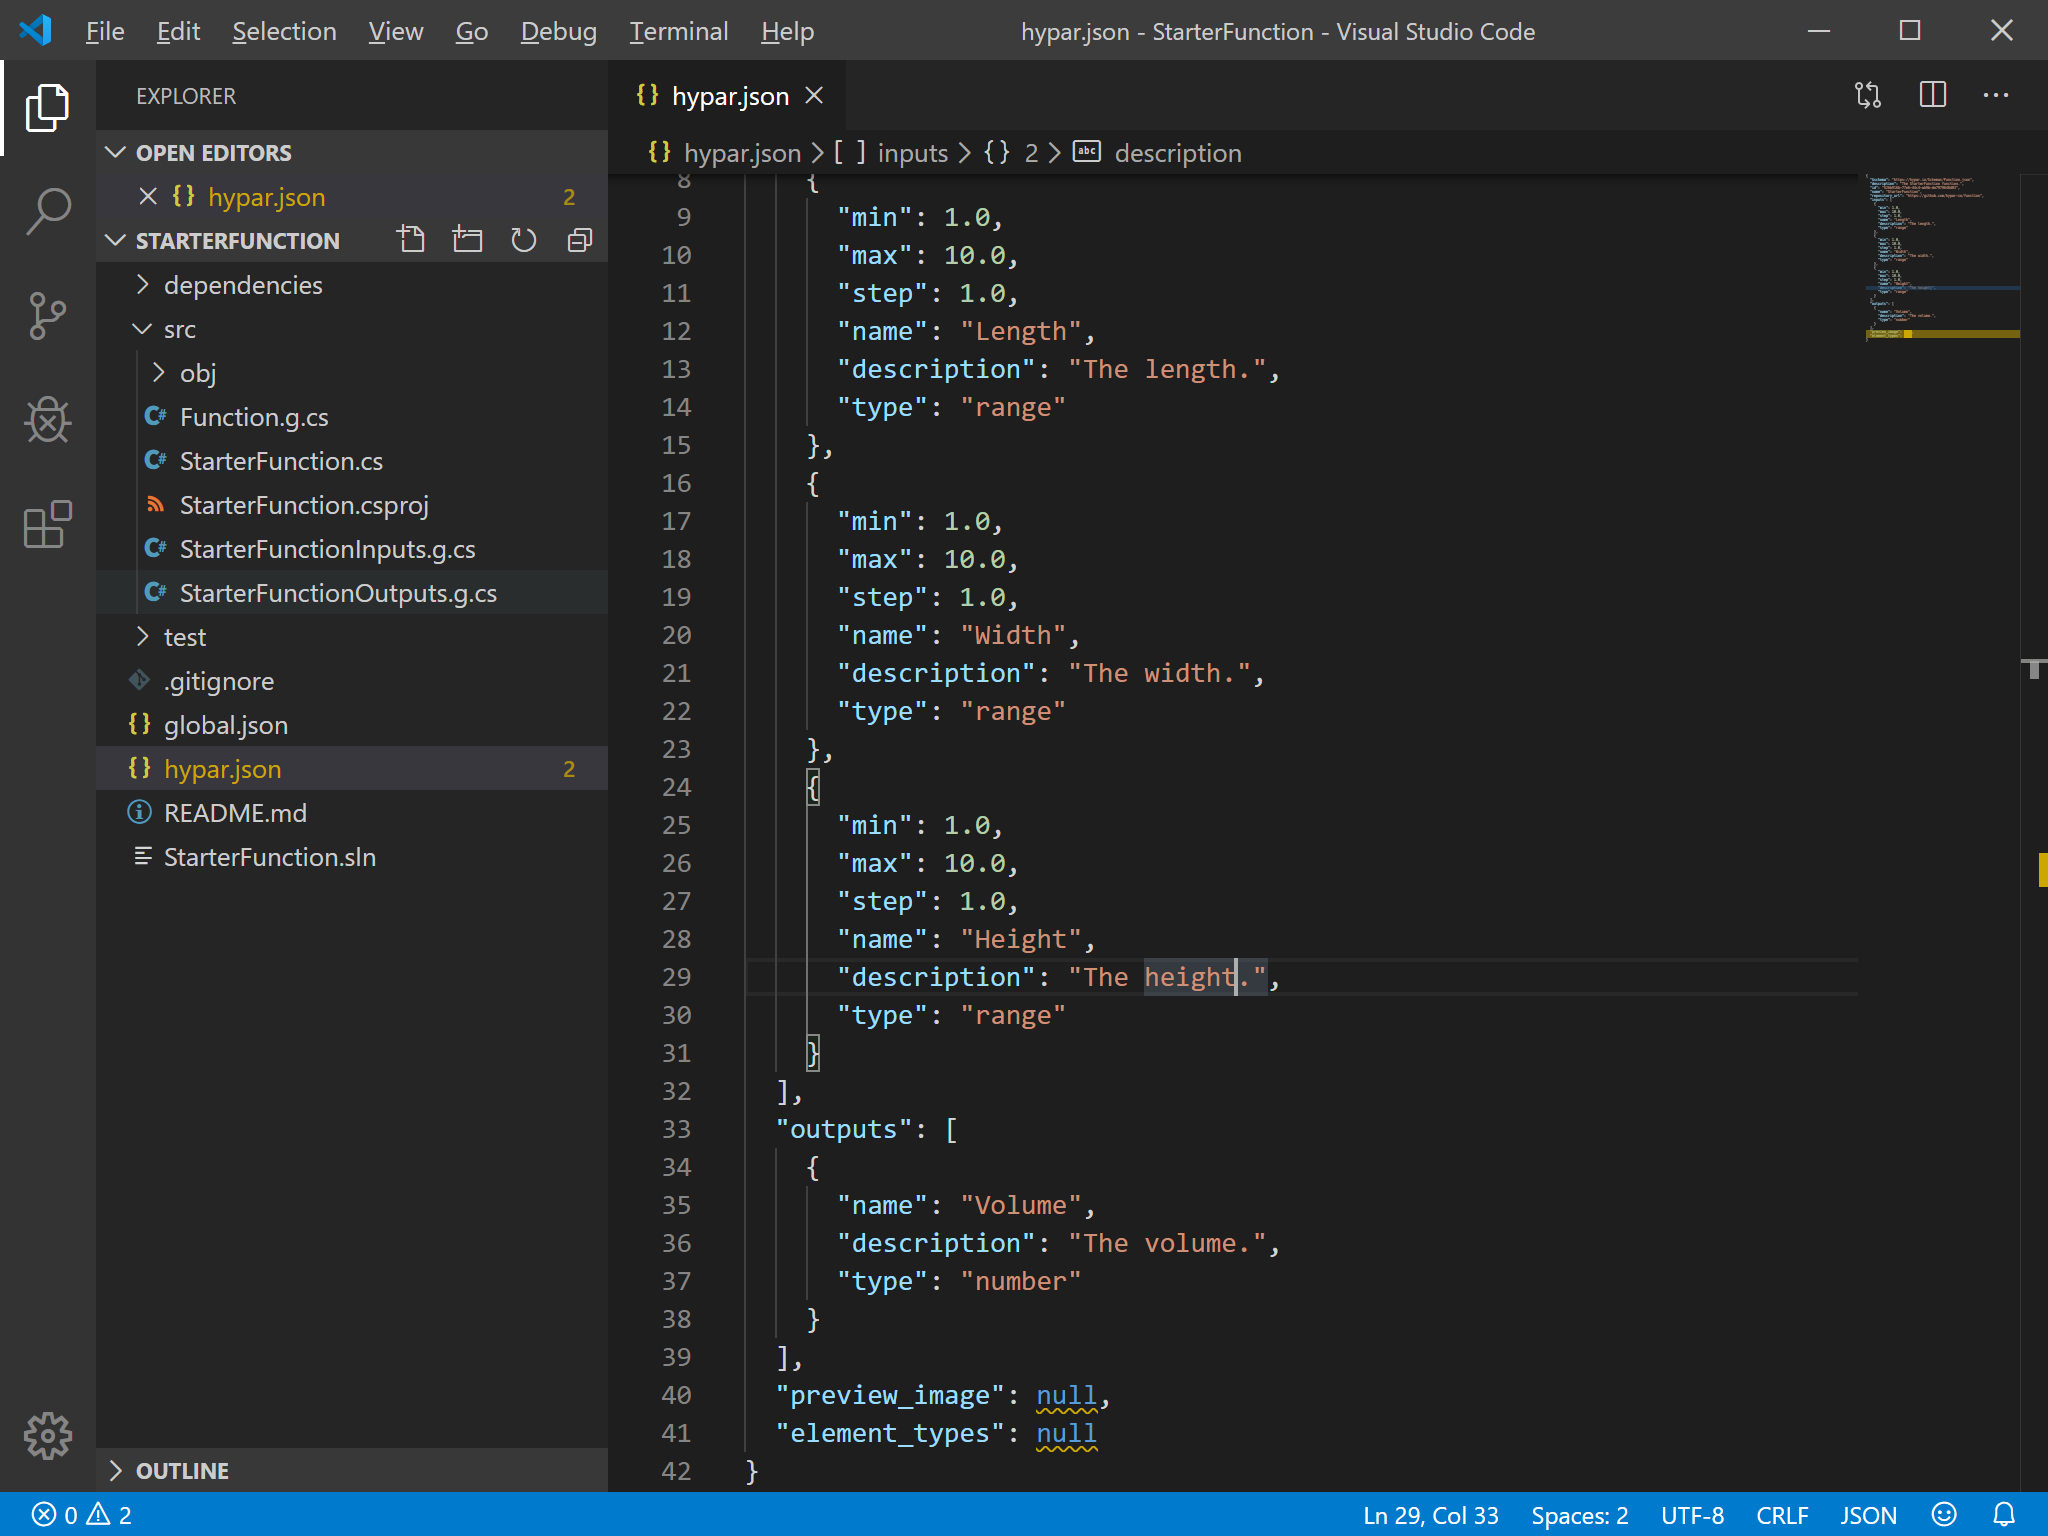 File Edit Selection View Go Debug Terminal Help hypar.json - StarterFunction - Visual Studio Code
EXPLORER
OPEN EDITORS
{} hypar.json 2
STARTERFUNCTION
dependencies
src
obj
C# Function.g.cs
C# StarterFunction.cs
StarterFunction.csproj
C# StarterFunctionInputs.g.cs
C# StarterFunctionOutputs.g.cs
test
.gitignore
{} global.json
{} hypar.json 2
README.md
StarterFunction.sln
OUTLINE
{} hypar.json
{} hypar.json > [ ] inputs > {} 2 > abc description
8 {
9 "min": 1.0,
10 "max": 10.0,
11 "step": 1.0,
12 "name": "Length",
13 "description": "The length.",
14 "type": "range"
15 },
16 {
17 "min": 1.0,
18 "max": 10.0,
19 "step": 1.0,
20 "name": "Width",
21 "description": "The width.",
22 "type": "range"
23 },
24 {
25 "min": 1.0,
26 "max": 10.0,
27 "step": 1.0,
28 "name": "Height",
29 "description": "The height.",
30 "type": "range"
31 }
32 ],
33 "outputs": [
34 {
35 "name": "Volume",
36 "description": "The volume.",
37 "type": "number"
38 }
39 ],
40 "preview_image": null,
41 "element_types": null
42 }
0 2 Ln 29, Col 33 Spaces: 2 UTF-8 CRLF JSON